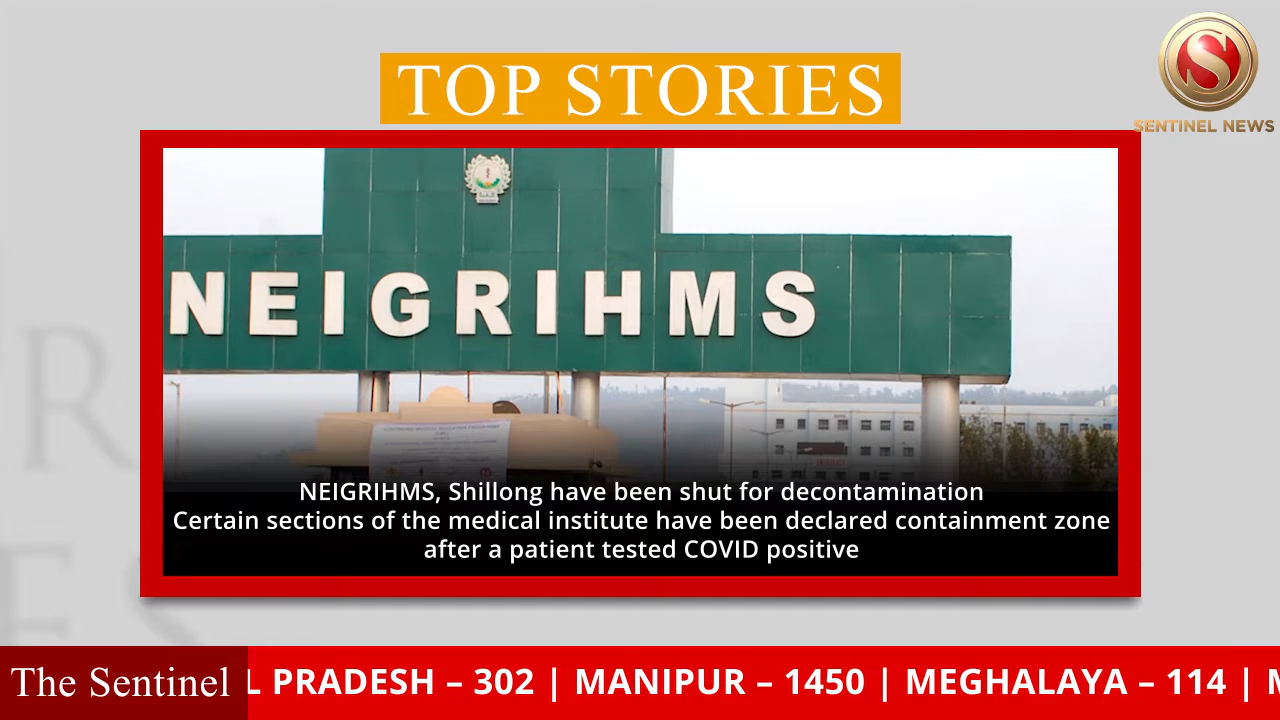 TOP STORIES
S
SENTINEL NEWS
NEIGRIHMS
NEIGRIHMS, Shillong have been shut for decontamination
Certain sections of the medical institute have been declared containment zone
after a patient tested COVID positive
The Sentinel
L PRADESH – 302 | MANIPUR – 1450 | MEGHALAYA – 114 | M